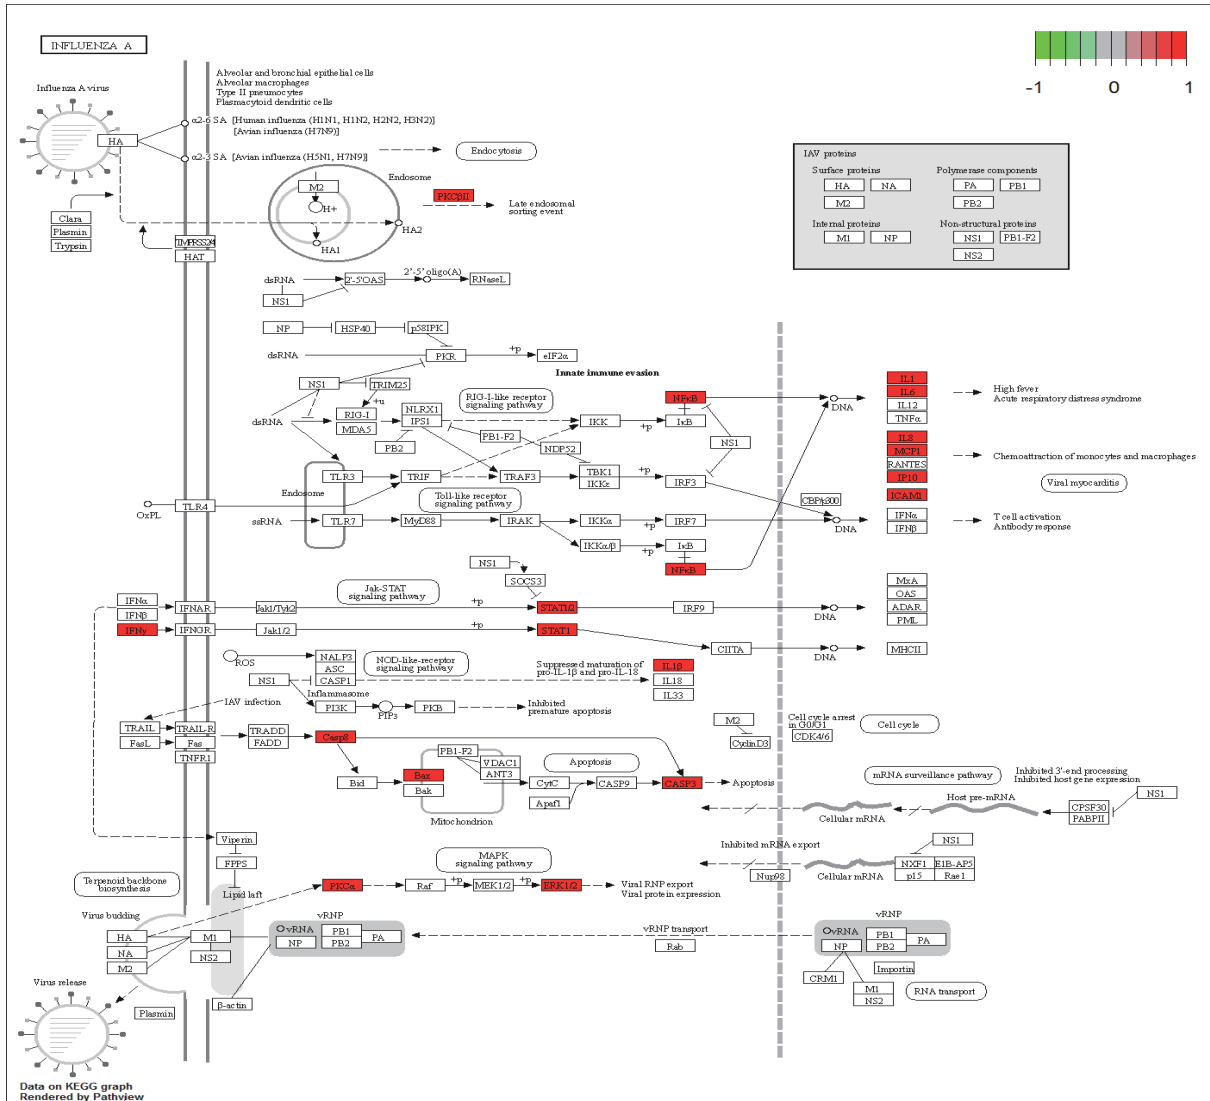 INFLUENZA A
-1 0 1
Influenza A virus
HA
Alveolar and bronchial epithelial cells
Alveolar macrophages
Type II pneumocytes
Plasmacytoid dendritic cells
α2-6 SA [Human influenza (H1N1, H1N2, H2N2, H3N2)]
[Avian influenza (H7N9)]
α2-3 SA [Avian influenza (H5N1, H7N9)]
Endocytosis
Clara
Plasmin
Trypsin
TMPRSS2/4
HAT
Endosome
M2
H+
HA1
HA2
PKCβII
Late endosomal
sorting event
IAV proteins
Surface proteins
HA NA
M2
Polymerase components
PA PB1
PB2
Internal proteins
M1 NP
Non-structural proteins
NS1 PB1-F2
NS2
dsRNA
2'-5'OAS
2'-5' oligo(A)
RNaseL
NS1
NP
HSP40
p58IPK
dsRNA
PKR
+p
eIF2α
Innate immune evasion
NS1
TRIM25
+u
dsRNA
RIG-I
MDA5
NLRX1
IPS1
PB2
RIG-I-like receptor
signaling pathway
PB1-F2
NDP52
IKK
+p
NFκB
IκB
NS1
DNA
IL1
IL6
IL12
TNFα
High fever
Acute respiratory distress syndrome
IL8
MCP1
RANTES
IP10
ICAM1
Chemoattraction of monocytes and macrophages
Viral myocarditis
IFNα
IFNβ
T cell activation
Antibody response
Endosome
TLR3
TRIF
TRAF3
TBK1
IKKε
+p
IRF3
CBP/p300
OxPL
TLR4
Toll-like receptor
signaling pathway
ssRNA
TLR7
MyD88
IRAK
IKKα
+p
IRF7
DNA
IKKα/β
+p
IκB
NFκB
NS1
SOCS3
Jak-STAT
signaling pathway
IFNα
IFNβ
IFNAR
Jak1/Tyk2
+p
STAT1/2
IRF9
DNA
MxA
OAS
ADAR
PML
IFNγ
IFNGR
Jak1/2
+p
STAT1
CIITA
DNA
MHCII
ROS
NALP3
ASC
CASP1
NS1
Inflammasome
NOD-like-receptor
signaling pathway
Suppressed maturation of
pro-IL-1β and pro-IL-18
IL1β
IL18
IL33
PI3K
PIP3
PKB
Inhibited
premature apoptosis
IAV infection
TRAIL
TRAIL-R
FasL
Fas
TNFR1
TRADD
FADD
Casp8
Bid
Bax
Bak
PB1-F2
VDAC1
ANT3
Mitochondrion
CytC
Apaf1
CASP9
CASP3
Apoptosis
Apoptosis
M2
CyclinD3
Cell cycle arrest
in G0/G1
CDK4/6
Cell cycle
mRNA surveillance pathway
Inhibited 3'-end processing
Inhibited host gene expression
Cellular mRNA
Host pre-mRNA
CPSF30
PABPII
NS1
Viperin
FPPS
Lipid laft
Terpenoid backbone
biosynthesis
Inhibited mRNA export
Nup98
Cellular mRNA
NS1
NXF1 E1B-AP5
p15 Rae1
MAPK
signaling pathway
PKCα
Raf
+p
MEK1/2
+p
ERK1/2
Viral RNP export
Viral protein expression
Virus budding
HA
NA
M2
M1
NS2
vRNP
vRNA
NP
PB1
PB2
PA
β-actin
vRNP transport
Rab
vRNP
vRNA
NP
PB1
PB2
PA
CRM1
Importin
M1
NS2
RNA transport
Virus release
Plasmin
Data on KEGG graph
Rendered by Pathview